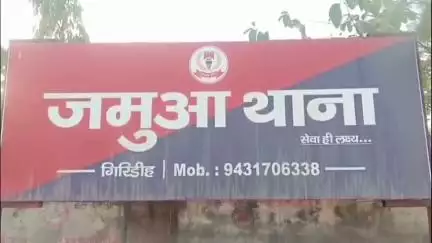 जमुआ थाना
सेवा ही लक्ष्य...
गिरिडीह | Mob. : 9431706338